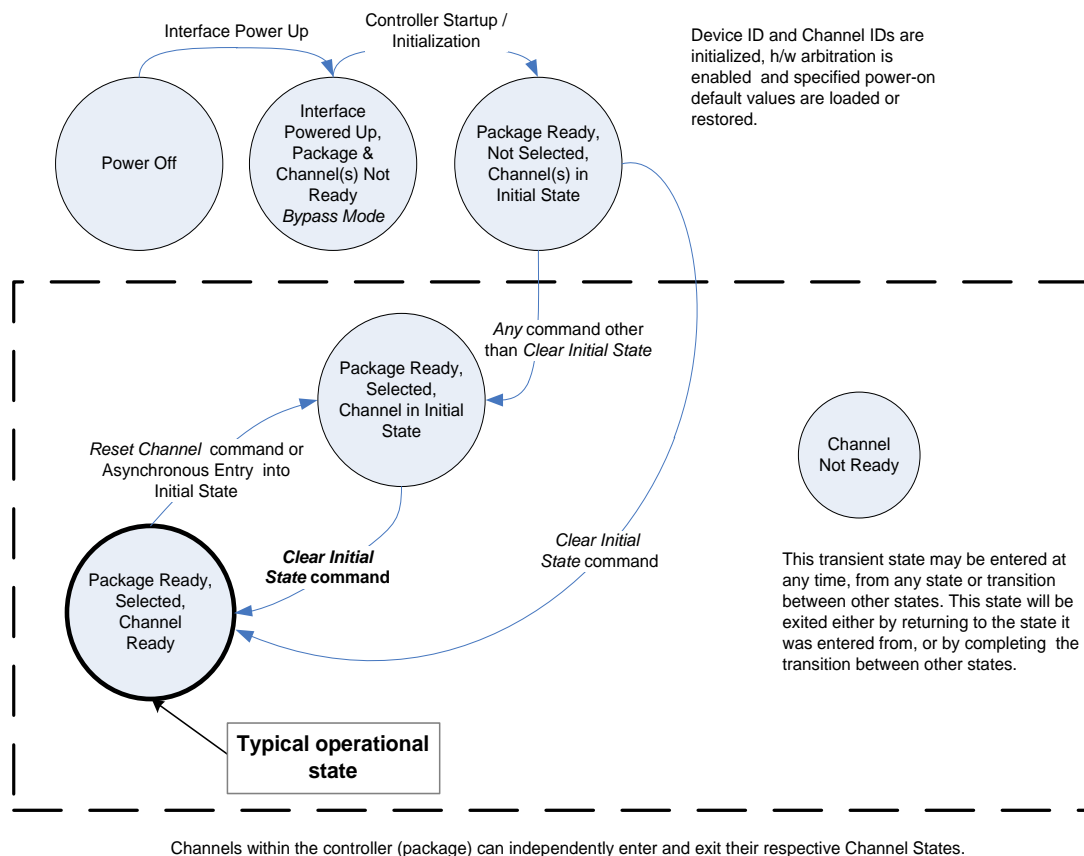 Interface Power Up
Controller Startup /
Initialization
Device ID and Channel IDs are
initialized, h/w arbitration is
enabled and specified power-on
default values are loaded or
restored.
Power Off
Interface
Powered Up,
Package &
Channel(s) Not
Ready
Bypass Mode
Package Ready,
Not Selected,
Channel(s) in
Initial State
Any command other
than Clear Initial State
Package Ready,
Selected,
Channel in Initial
State
Channel
Not Ready
Reset Channel command or
Asynchronous Entry into
Initial State
Clear Initial
State command
Clear Initial
State command
This transient state may be entered at
any time, from any state or transition
between other states. This state will be
exited either by returning to the state it
was entered from, or by completing the
transition between other states.
Package Ready,
Selected,
Channel
Ready
Typical operational
state
Channels within the controller (package) can independently enter and exit their respective Channel States.